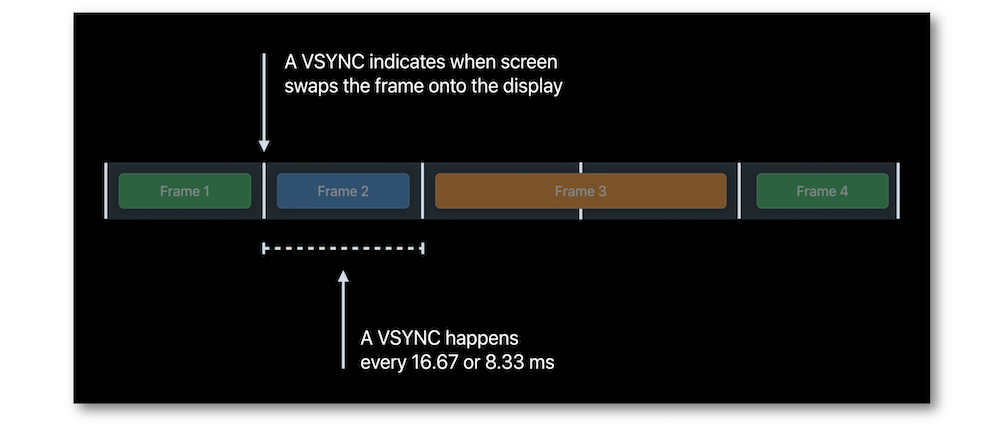 A VSYNC indicates when screen
swaps the frame onto the display
Frame 1
Frame 2
Frame 3
Frame 4
A VSYNC happens
every 16.67 or 8.33 ms